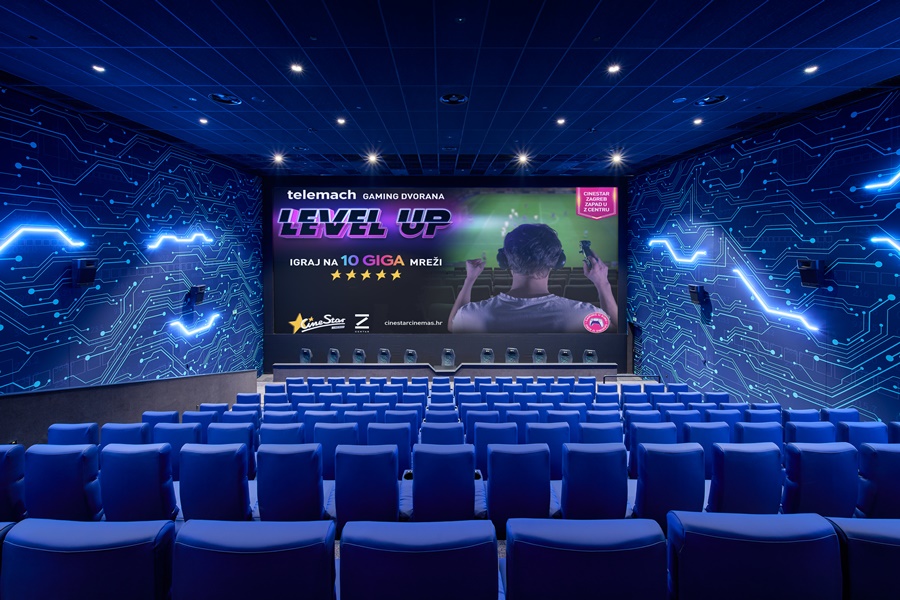 telemach GAMING DVORANA
LEVEL UP
IGRAJ NA 10 GIGA MREŽI
CINESTAR
ZAGREB
ZAPAD U
Z CENTRU
CineStar
Z
cinestarcinemas.hr